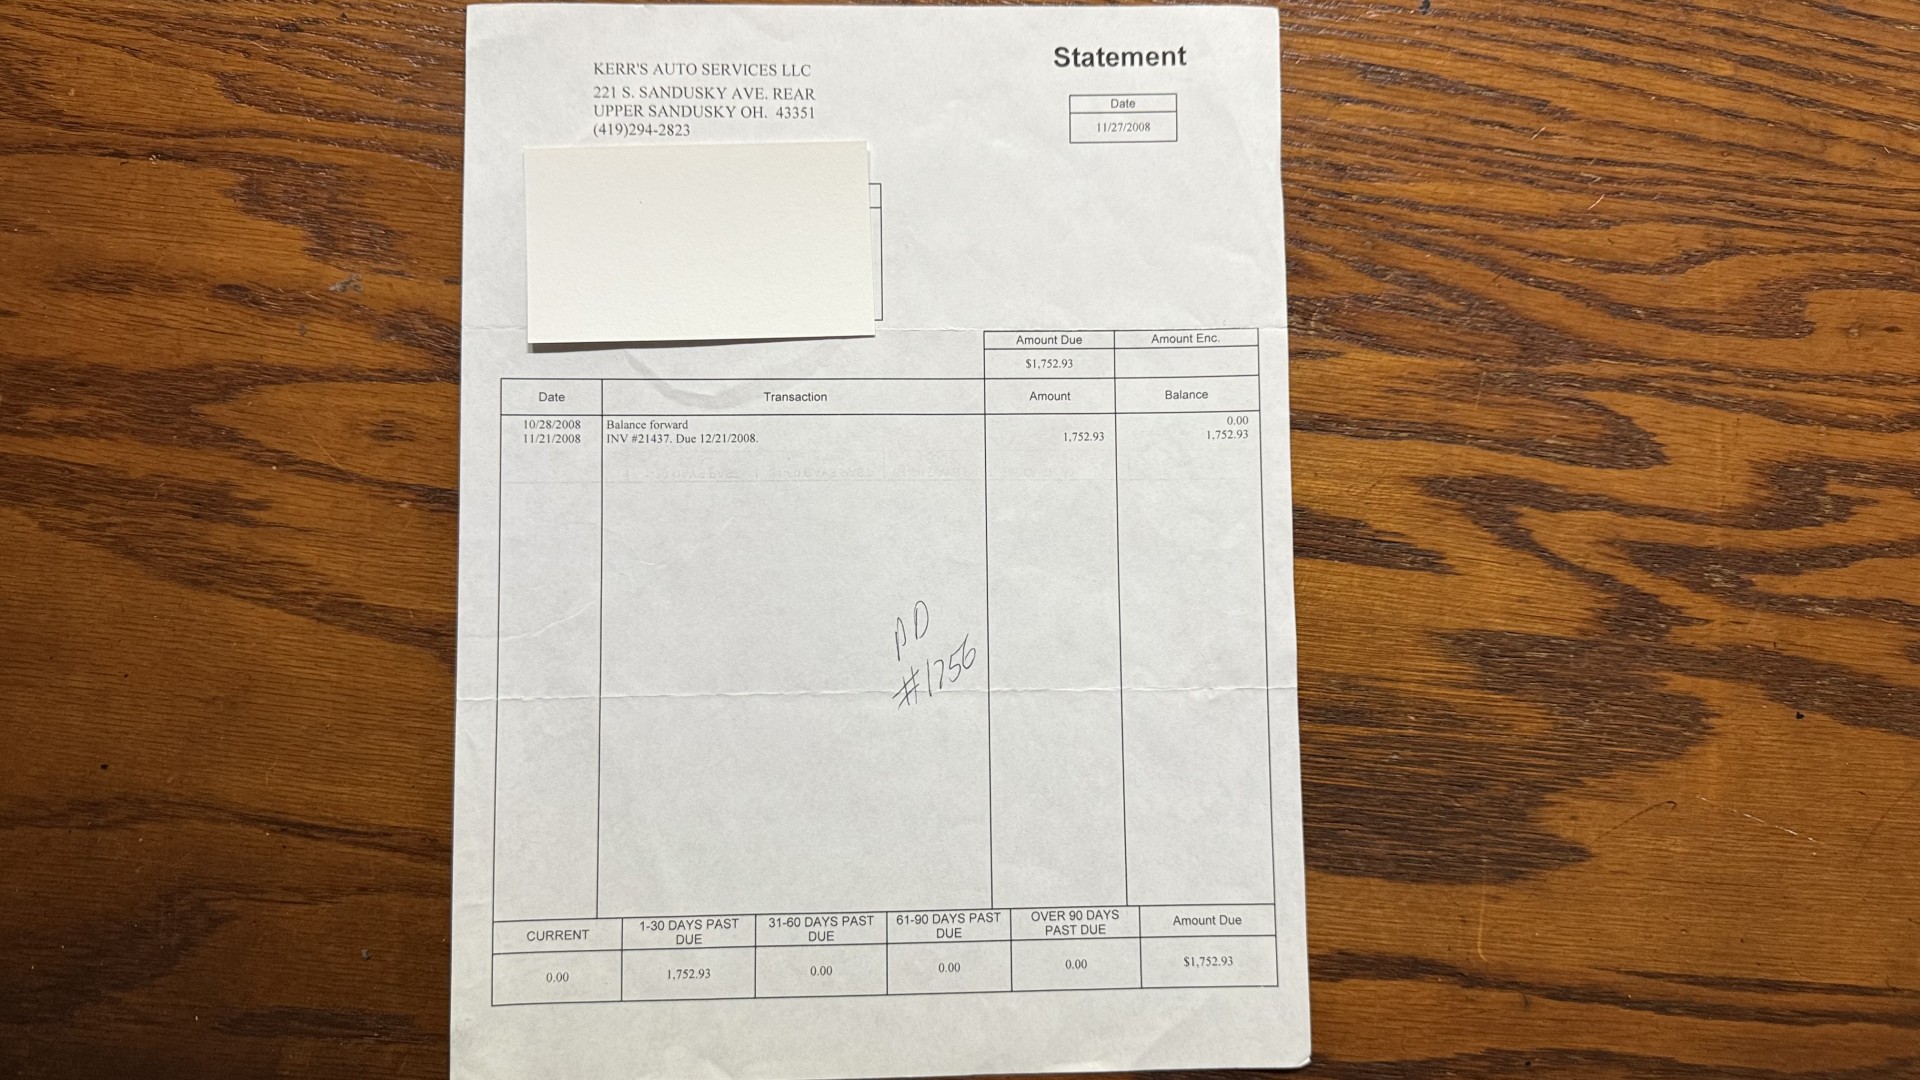 Statement
KERR'S AUTO SERVICES LLC
221 S. SANDUSKY AVE. REAR
UPPER SANDUSKY OH. 43351
(419)294-2823
Date
11/27/2008
Amount Due Amount Enc.
$1,752.93
Date Transaction Amount Balance
10/28/2008 Balance forward 0.00
11/21/2008 INV #21437. Due 12/21/2008. 1,752.93 1,752.93
PD
#1756
CURRENT 1-30 DAYS PAST DUE 31-60 DAYS PAST DUE 61-90 DAYS PAST DUE OVER 90 DAYS PAST DUE Amount Due
0.00 1,752.93 0.00 0.00 0.00 $1,752.93